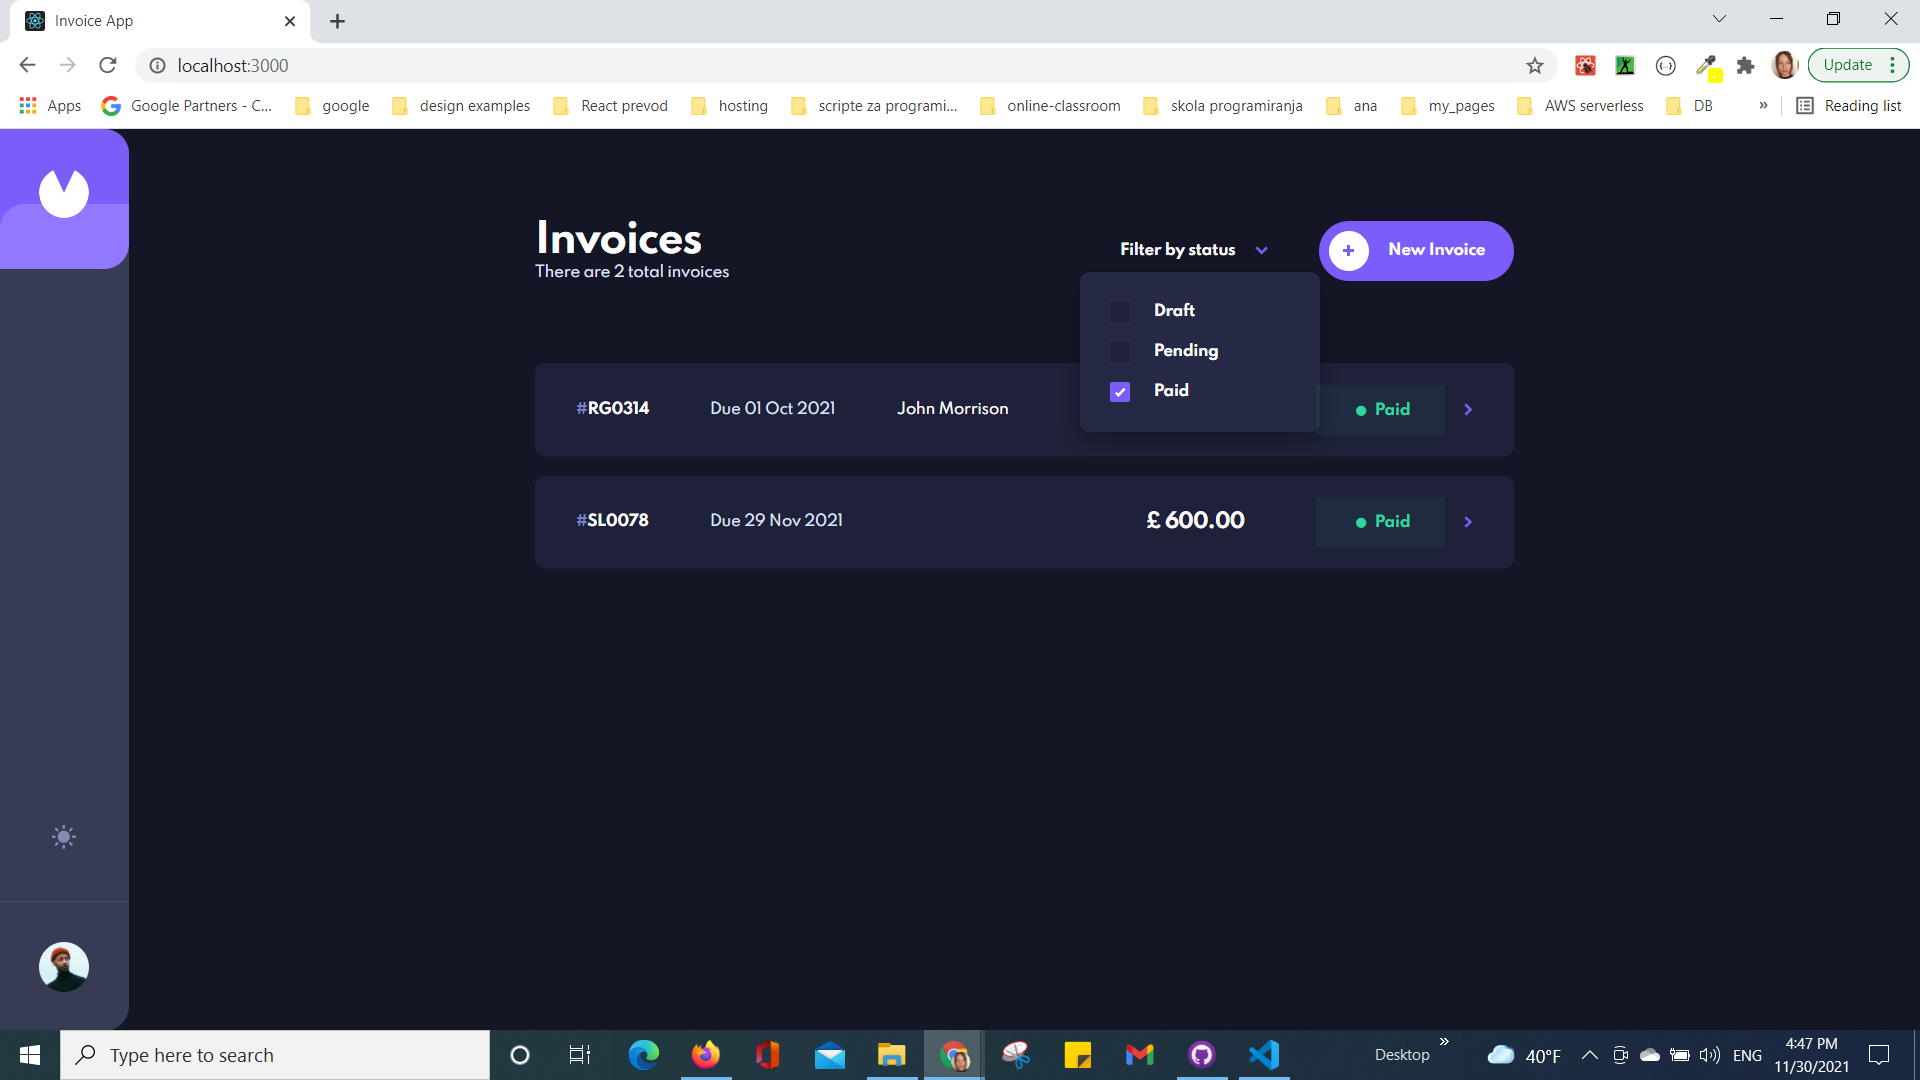 Invoice App
localhost:3000
Update
Apps
Google Partners - C...
google
design examples
React prevod
hosting
scripte za programi...
online-classroom
skola programiranja
ana
my_pages
AWS serverless
DB
»
Reading list
Invoices
There are 2 total invoices
Filter by status
+ New Invoice
Draft
Pending
Paid
#RG0314 Due 01 Oct 2021 John Morrison Paid
#SL0078 Due 29 Nov 2021 £ 600.00 Paid
Type here to search
Desktop
»
40°F
ENG
4:47 PM
11/30/2021